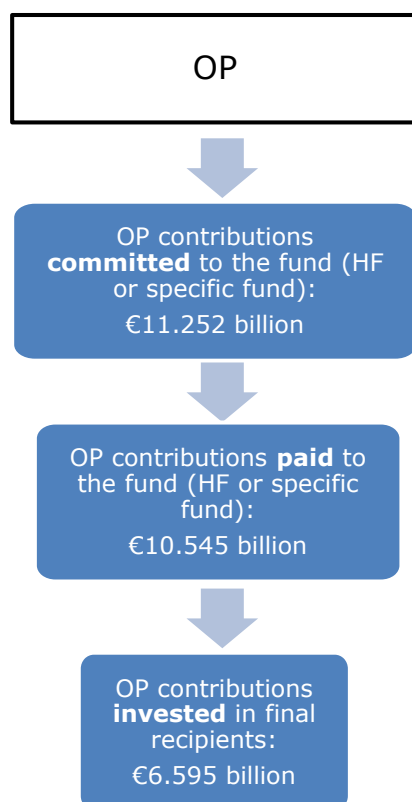 OP
OP contributions
committed to the fund (HF
or specific fund):
€11.252 billion
OP contributions paid to
the fund (HF or specific
fund):
€10.545 billion
OP contributions
invested in final
recipients:
€6.595 billion